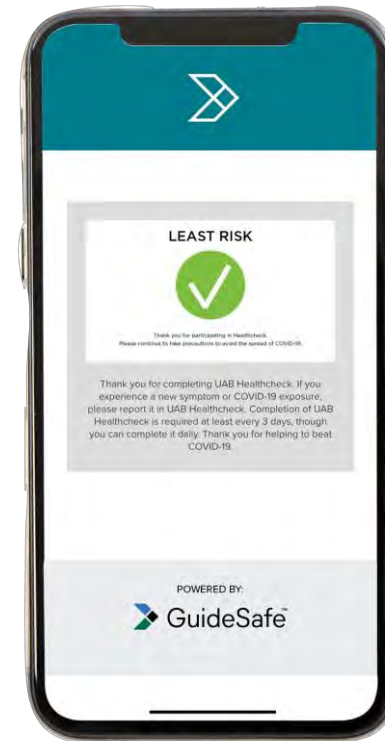 LEAST RISK
Thank you for participating in Healthcheck.
Please continue to take precautions to avoid the spread of COVID-19.
Thank you for completing UAB Healthcheck. If you
experience a new symptom or COVID-19 exposure,
please report it in UAB Healthcheck. Completion of UAB
Healthcheck is required at least every 3 days, though
you can complete it daily. Thank you for helping to beat
COVID-19.
POWERED BY:
GuideSafe™